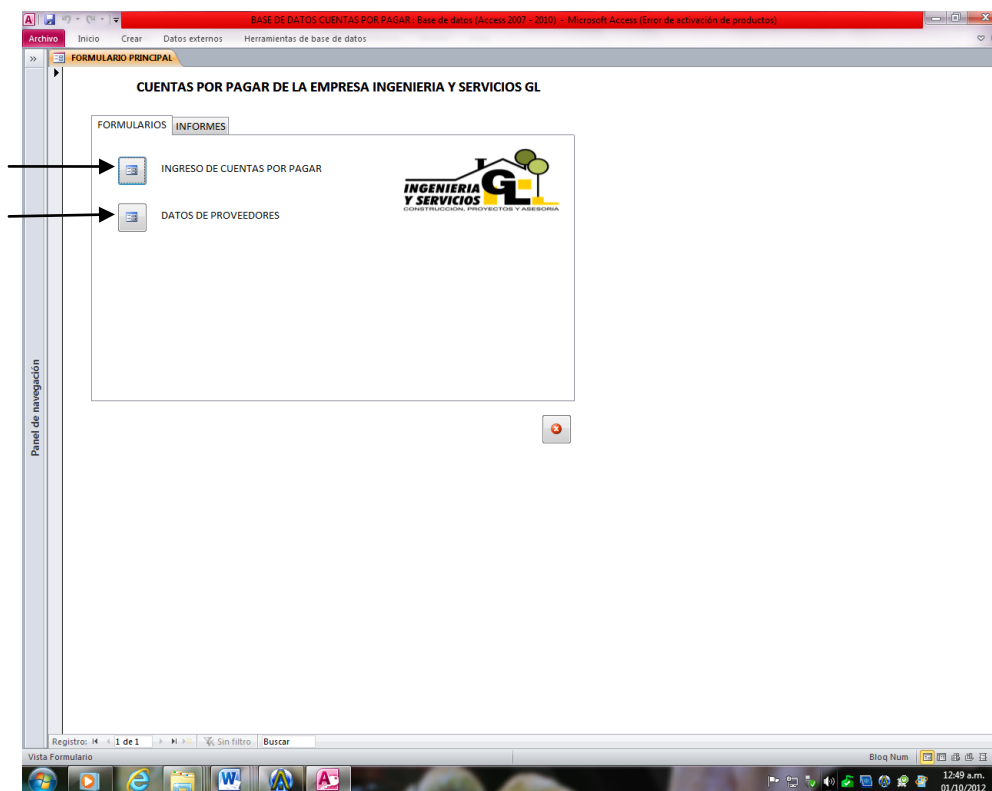 BASE DE DATOS CUENTAS POR PAGAR : Base de datos (Access 2007 - 2010) - Microsoft Access (Error de activación de productos)
Archivo Inicio Crear Datos externos Herramientas de base de datos
FORMULARIO PRINCIPAL
CUENTAS POR PAGAR DE LA EMPRESA INGENIERIA Y SERVICIOS GL
FORMULARIOS INFORMES
INGRESO DE CUENTAS POR PAGAR
DATOS DE PROVEEDORES
INGENIERIA
Y SERVICIOS
GL
CONSTRUCCION, PROYECTOS Y ASESORIA
Panel de navegación
Registro: 1 de 1 Sin filtro Buscar
Vista Formulario Bloq Num
12:49 a.m.
01/10/2012